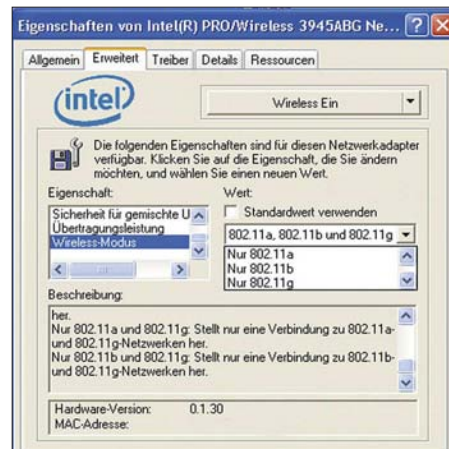 Eigenschaften von Intel(R) PRO/Wireless 3945ABG Ne...
Allgemein Erweitert Treiber Details Ressourcen
intel
Wireless Ein
Die folgenden Eigenschaften sind für diesen Netzwerkadapter
verfügbar. Klicken Sie auf die Eigenschaft, die Sie ändern
möchten, und wählen Sie einen neuen Wert.
Eigenschaft:
Sicherheit für gemischte U
Übertragungsleistung
Wireless-Modus
Wert:
Standardwert verwenden
802.11a, 802.11b und 802.11g
Nur 802.11a
Nur 802.11b
Nur 802.11g
Beschreibung:
her.
Nur 802.11a und 802.11g: Stellt nur eine Verbindung zu 802.11a-
und 802.11g-Netzwerken her.
Nur 802.11b und 802.11g: Stellt nur eine Verbindung zu 802.11b-
und 802.11g-Netzwerken her.
Hardware-Version: 0.1.30
MAC-Adresse: